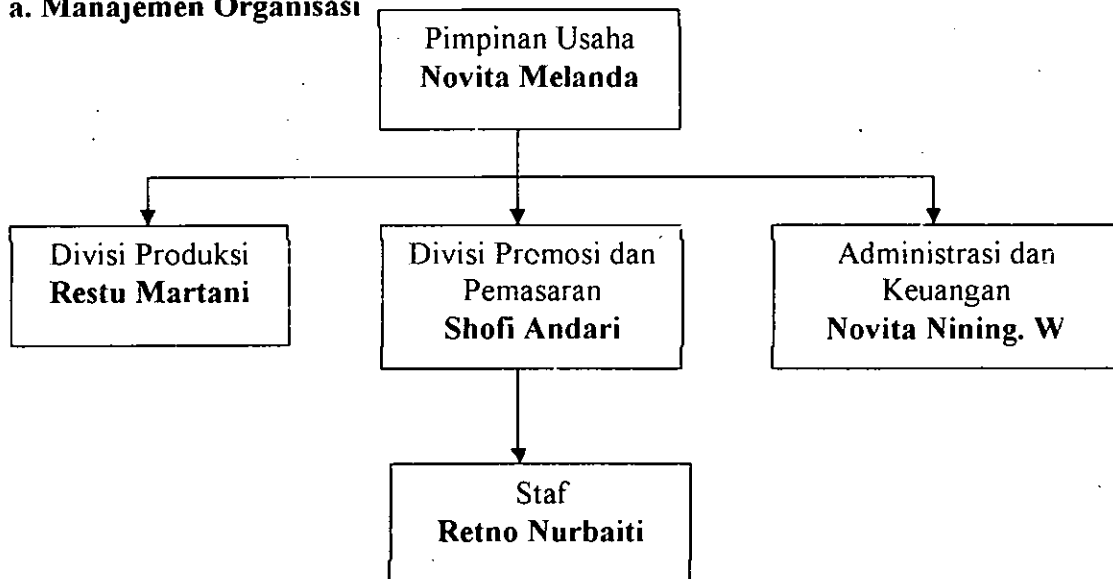 a. Manajemen Organisasi
Pimpinan Usaha
Novita Melanda
Divisi Produksi
Restu Martani
Divisi Promosi dan
Pemasaran
Shofi Andari
Administrasi dan
Keuangan
Novita Nining. W
Staf
Retno Nurbaiti